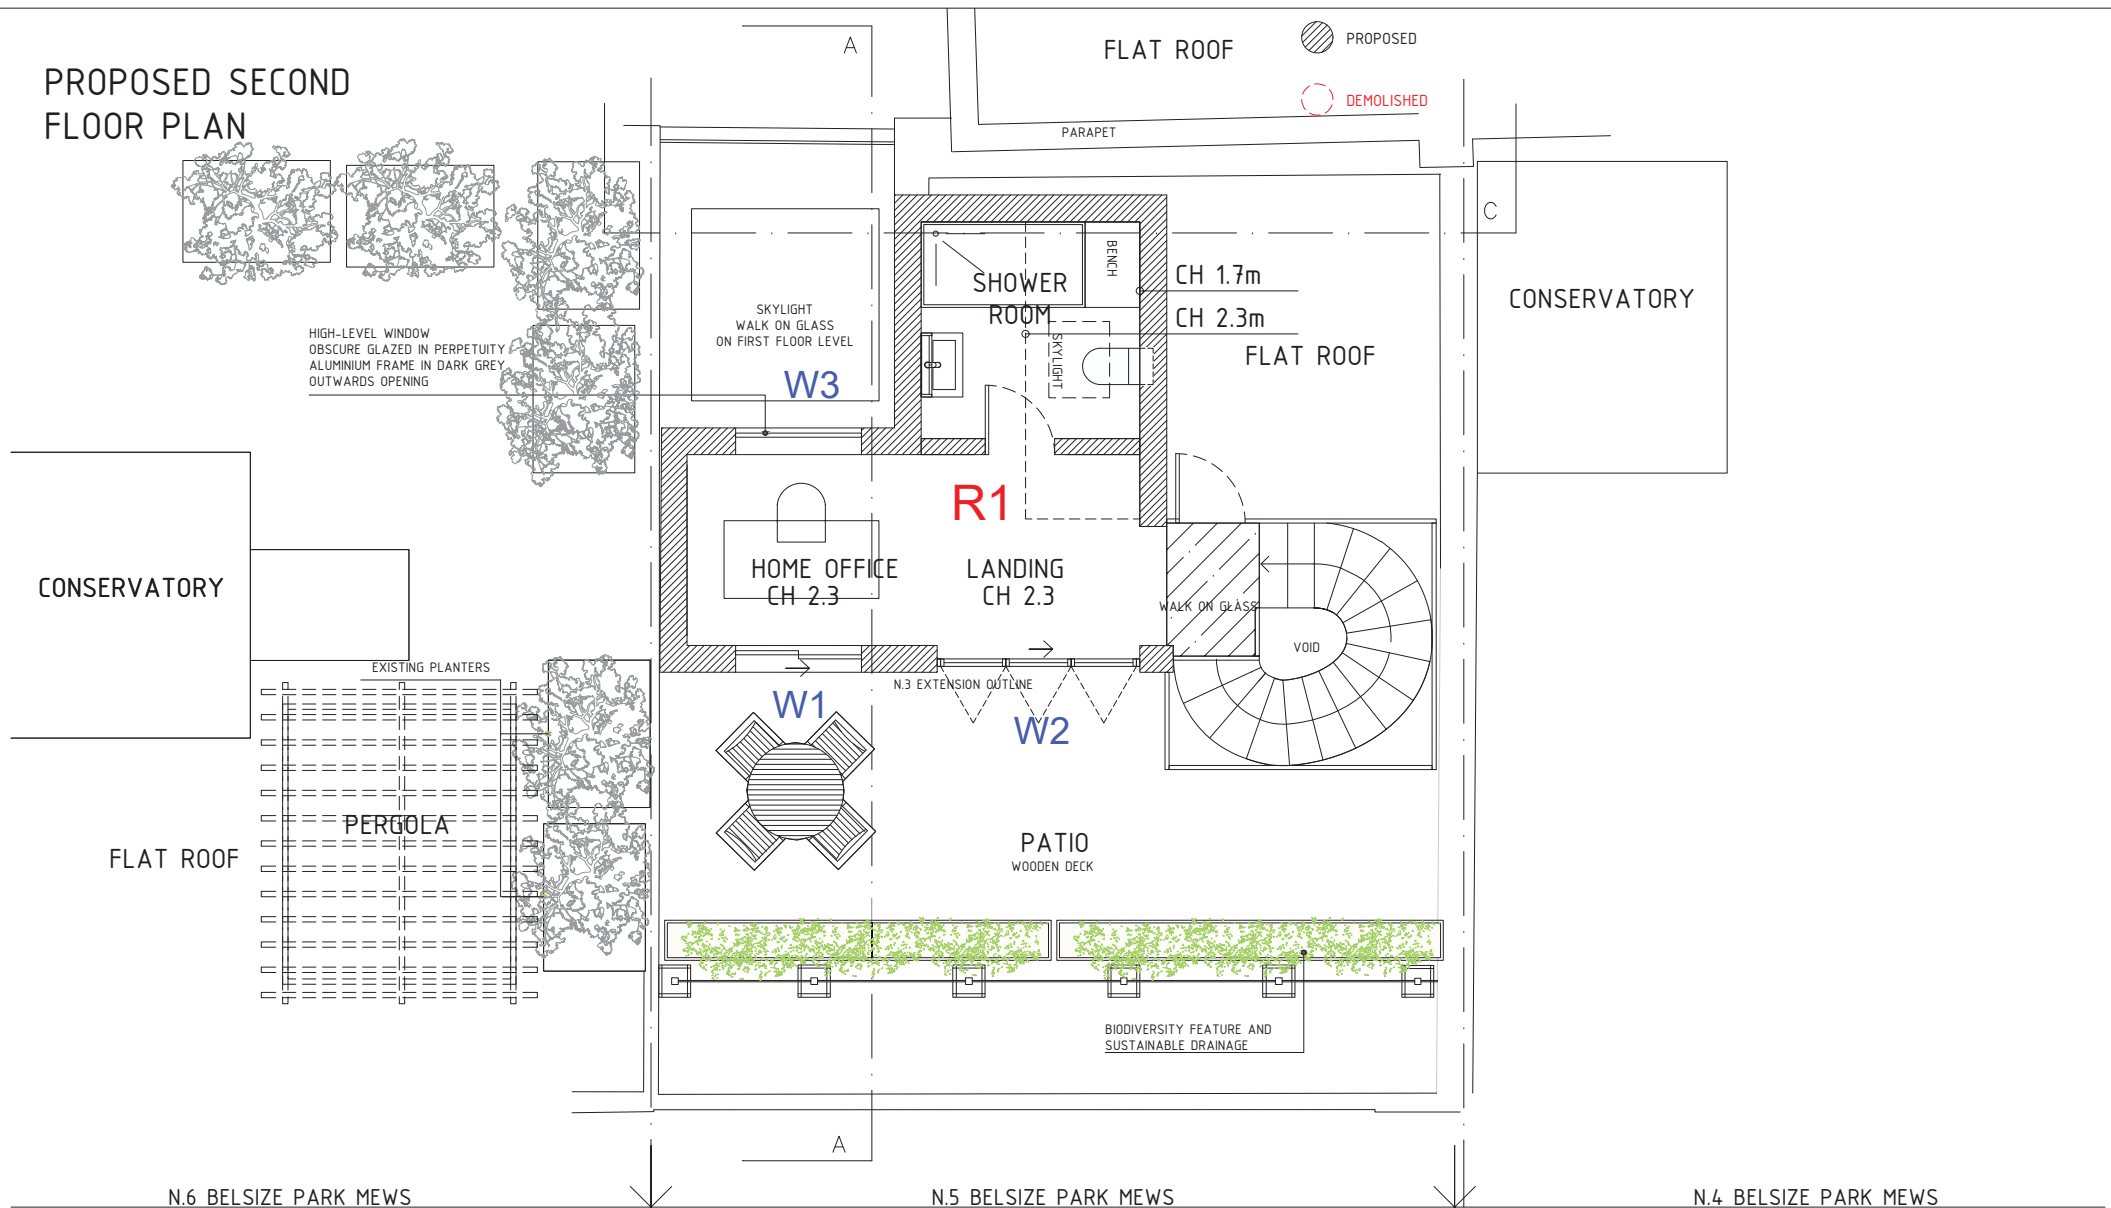 PROPOSED SECOND
FLOOR PLAN
A
FLAT ROOF
PROPOSED
DEMOLISHED
PARAPET
C
SHOWER
ROOM
BENCH
SKYLIGHT
CH 1.7m
CH 2.3m
FLAT ROOF
CONSERVATORY
SKYLIGHT
WALK ON GLASS
ON FIRST FLOOR LEVEL
W3
HIGH-LEVEL WINDOW
OBSCURE GLAZED IN PERPETUITY
ALUMINIUM FRAME IN DARK GREY
OUTWARDS OPENING
R1
CONSERVATORY
HOME OFFICE
CH 2.3
LANDING
CH 2.3
WALK ON GLASS
VOID
EXISTING PLANTERS
N.3 EXTENSION OUTLINE
W1
W2
PERGOLA
FLAT ROOF
PATIO
WOODEN DECK
BIODIVERSITY FEATURE AND
SUSTAINABLE DRAINAGE
A
N.6 BELSIZE PARK MEWS
N.5 BELSIZE PARK MEWS
N.4 BELSIZE PARK MEWS